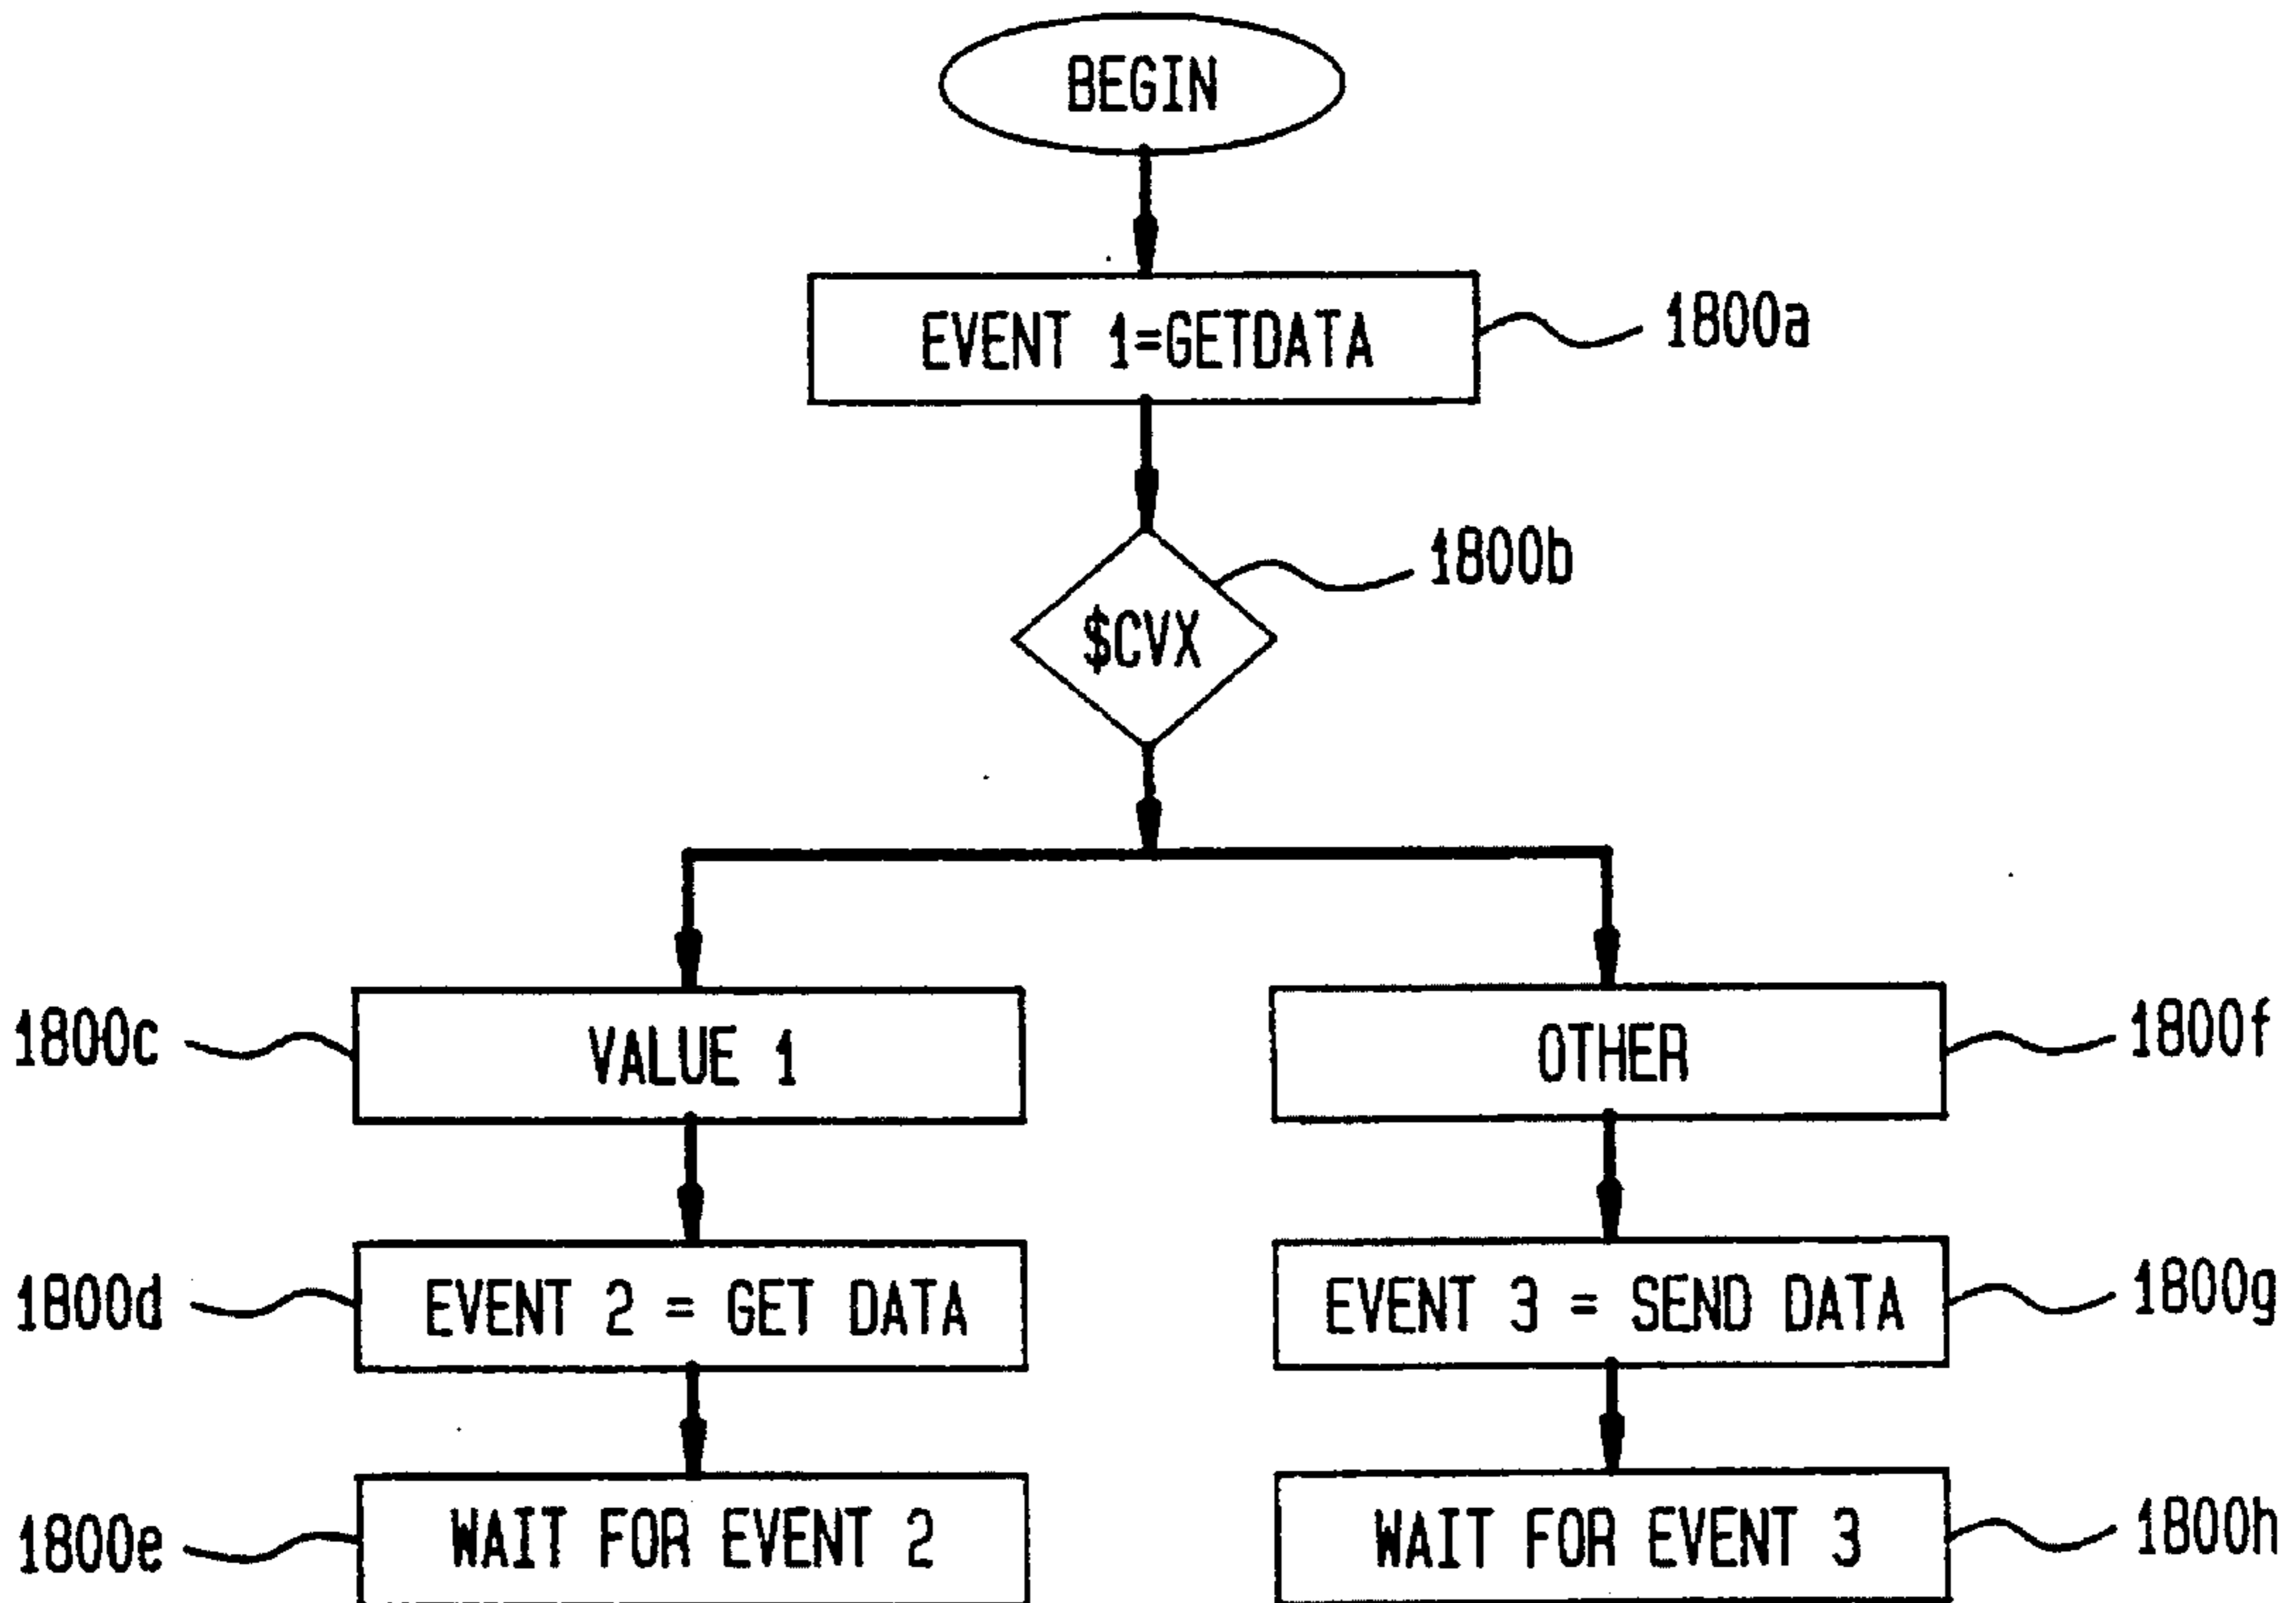 BEGIN
EVENT 1=GETDATA
1800a
1800b
$CVX
1800c
VALUE 1
OTHER
1800f
1800d
EVENT 2 = GET DATA
EVENT 3 = SEND DATA
1800g
1800e
WAIT FOR EVENT 2
WAIT FOR EVENT 3
1800h